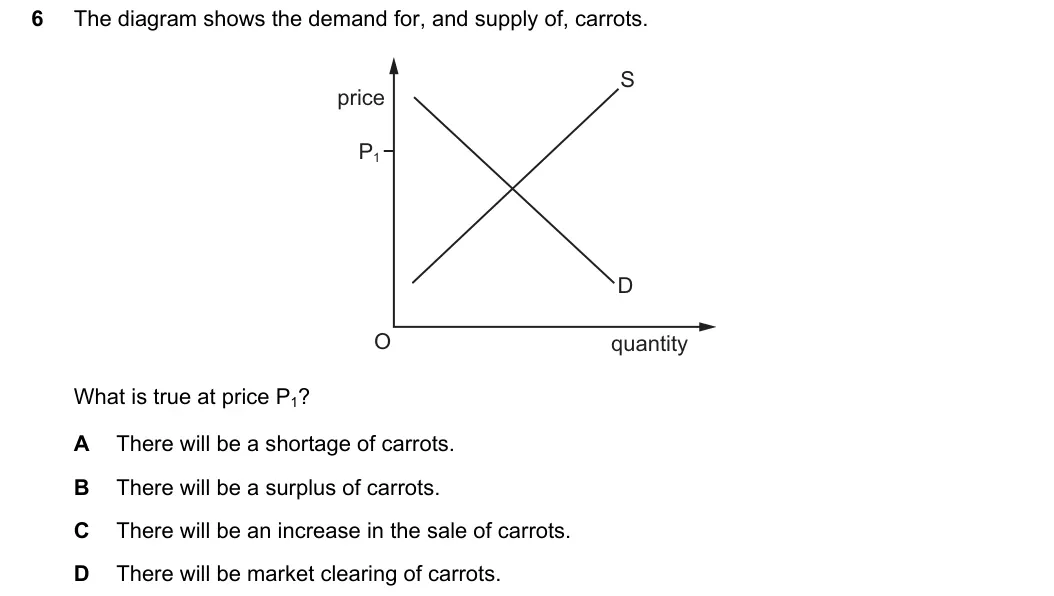 6 The diagram shows the demand for, and supply of, carrots.
S
price
P₁
D
O
quantity
What is true at price P₁?
A There will be a shortage of carrots.
B There will be a surplus of carrots.
C There will be an increase in the sale of carrots.
D There will be market clearing of carrots.